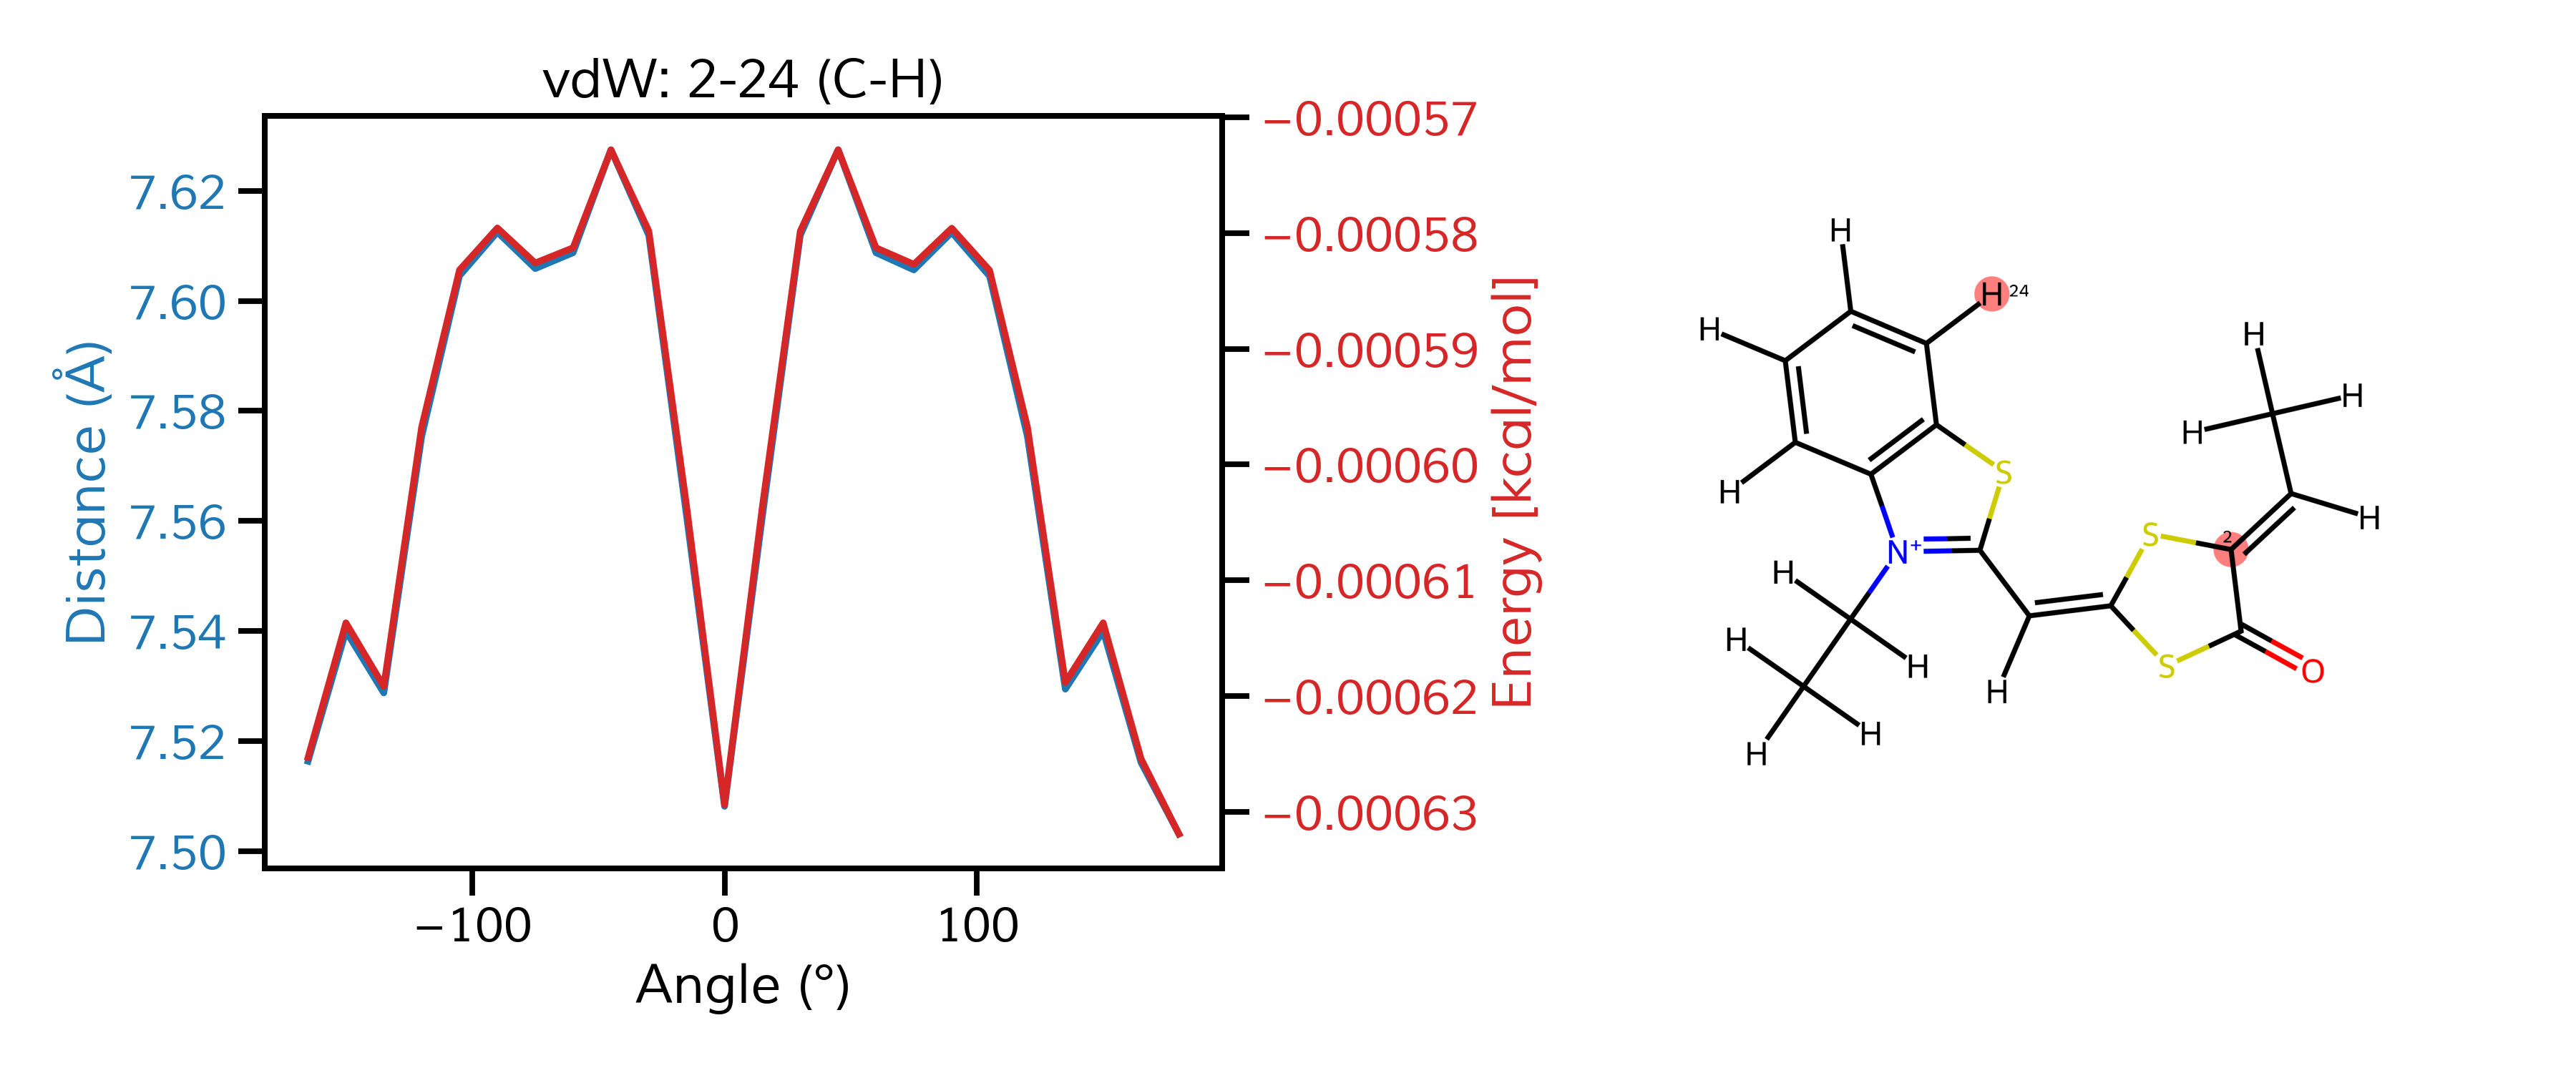 vdW: 2-24 (C-H)
Distance (Å)
7.62
7.60
7.58
7.56
7.54
7.52
7.50
−100
0
100
Angle (°)
−0.00057
−0.00058
−0.00059
−0.00060
−0.00061
−0.00062
−0.00063
Energy [kcal/mol]
H
H 24
H
H
H
H
H
S
H
H
S
2
N+
H
H
H
S
O
H
H
H